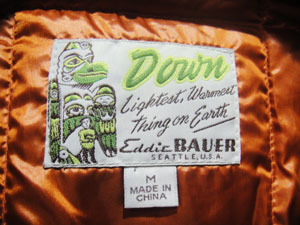 Down
Lightest, Warmest
Thing on Earth
Eddie BAUER
SEATTLE, U.S.A.
M
MADE IN
CHINA